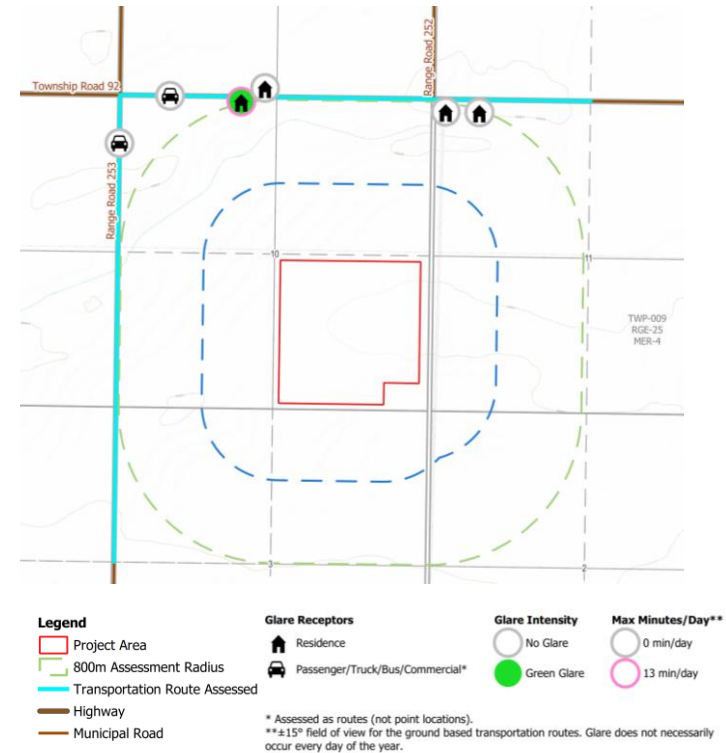 Range Road 252
Township Road 92
Range Road 253
10
11
TWP-009
RGE-25
MER-4
3
2
Legend
Project Area
800m Assessment Radius
Transportation Route Assessed
Highway
Municipal Road
Glare Receptors
Residence
Passenger/Truck/Bus/Commercial*
Glare Intensity
No Glare
Green Glare
Max Minutes/Day**
0 min/day
13 min/day
* Assessed as routes (not point locations).
**±15° field of view for the ground based transportation routes. Glare does not necessarily
occur every day of the year.